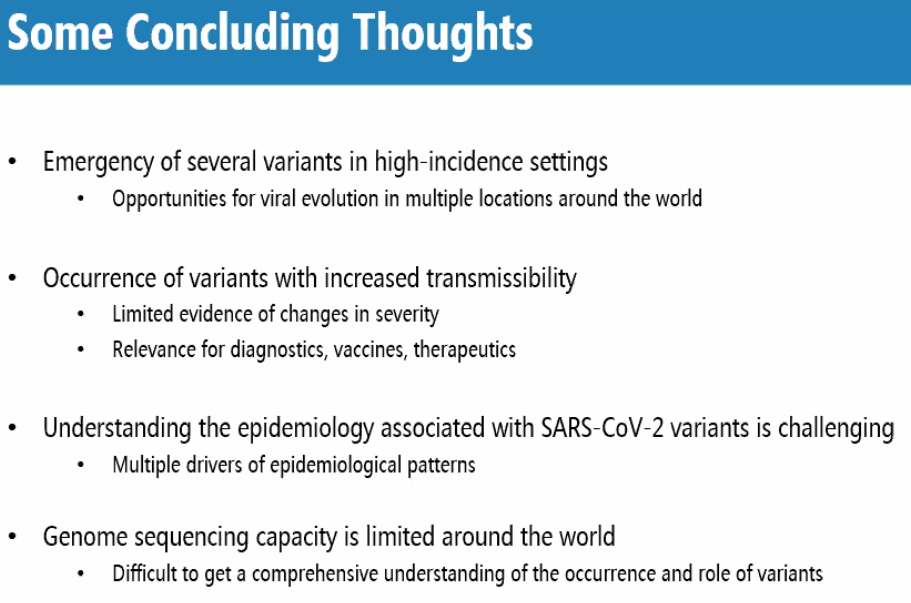 Some Concluding Thoughts
• Emergency of several variants in high-incidence settings
• Opportunities for viral evolution in multiple locations around the world
• Occurrence of variants with increased transmissibility
• Limited evidence of changes in severity
• Relevance for diagnostics, vaccines, therapeutics
• Understanding the epidemiology associated with SARS-CoV-2 variants is challenging
• Multiple drivers of epidemiological patterns
• Genome sequencing capacity is limited around the world
• Difficult to get a comprehensive understanding of the occurrence and role of variants